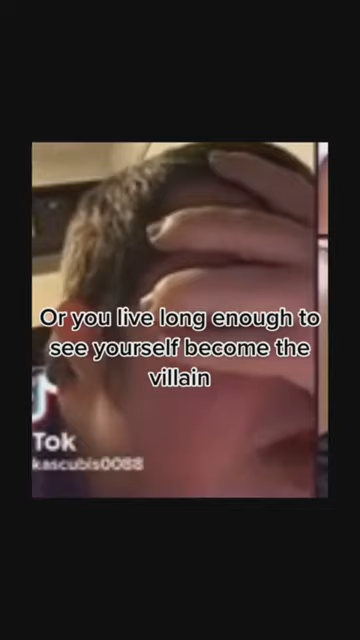 Or you live long enough to
see yourself become the
villain
Tok
kascubis0088